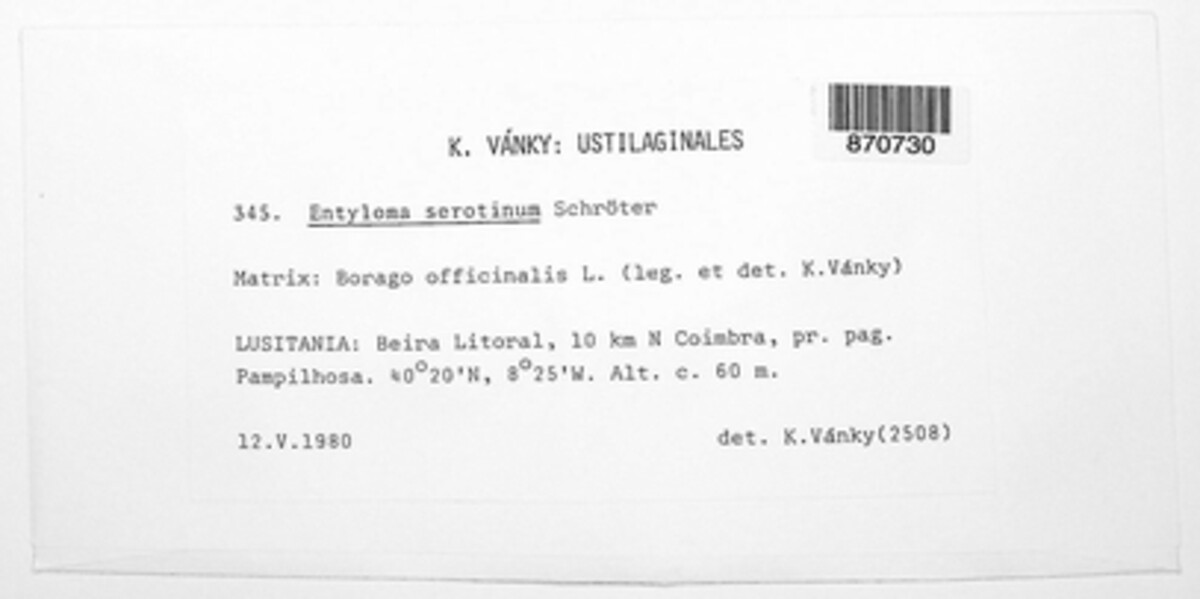 870730
K. VÁNKY: USTILAGINALES
345. Entyloma serotinum Schröter
Matrix: Borago officinalis L. (leg. et det. K.Vánky)
LUSITANIA: Beira Litoral, 10 km N Coimbra, pr. pag.
Pampilhosa. 40°20'N, 8°25'W. Alt. c. 60 m.
12.V.1980 det. K.Vánky(2508)